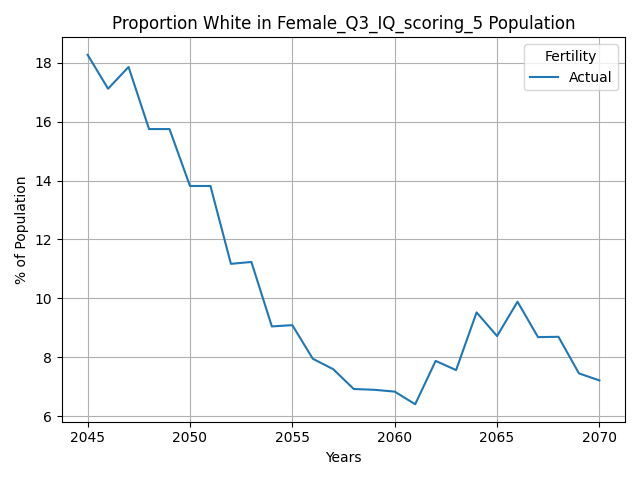 Proportion White in Female_Q3_IQ_scoring_5 Population
Fertility
Actual
% of Population
18
16
14
12
10
8
6
2045 2050 2055 2060 2065 2070
Years